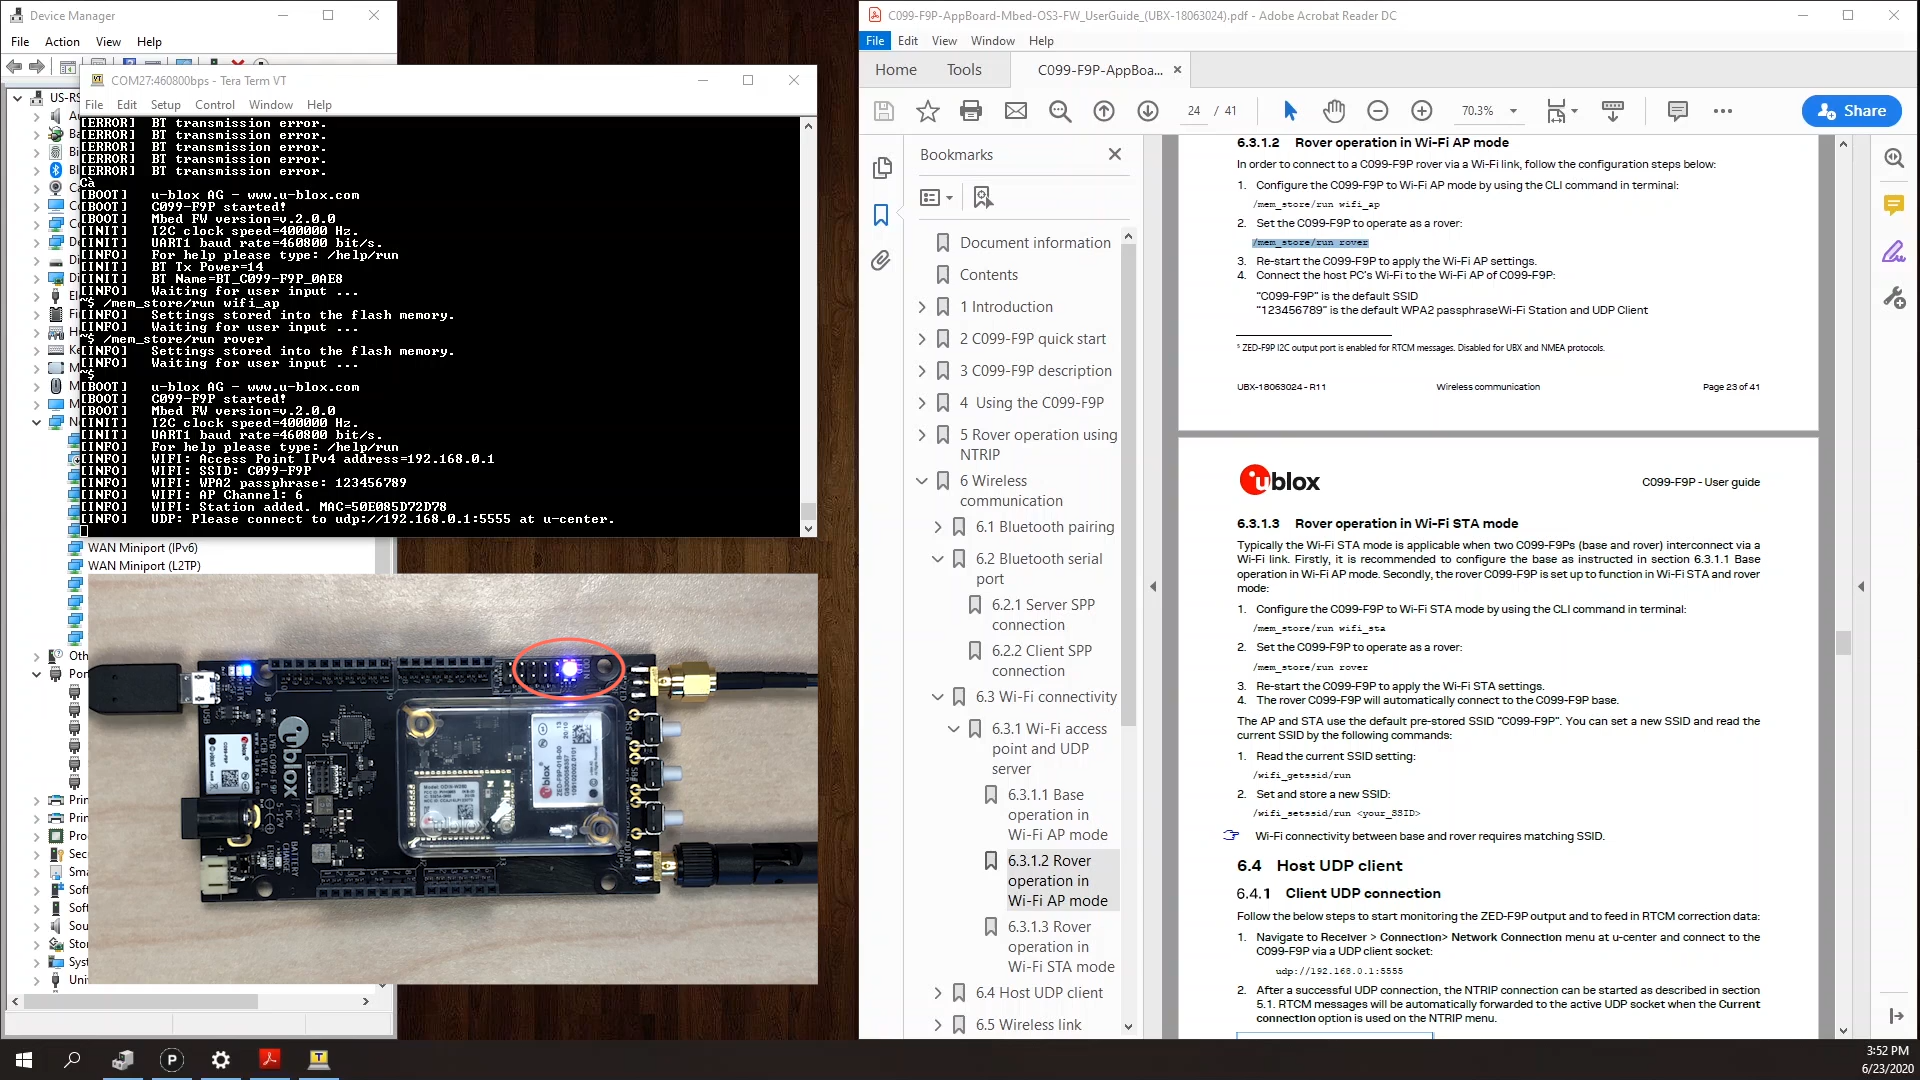 Device Manager
File Action View Help
US-RS
COM27:460800bps - Tera Term VT
File Edit Setup Control Window Help
[ERROR] BT transmission error.
[ERROR] BT transmission error.
[ERROR] BT transmission error.
[ERROR] BT transmission error.
[ERROR] BT transmission error.
Cà
[BOOT] u-blox AG - www.u-blox.com
[BOOT] C099-F9P started!
[BOOT] Mbed FW version=v.2.0.0
[INIT] I2C clock speed=400000 Hz.
[INIT] UART1 baud rate=460800 bit/s.
[INFO] For help please type: /help/run
[INIT] BT Tx Power=14
[INIT] BT Name=BT_C099-F9P_0AE8
[INFO] Waiting for user input ...
~$ /mem_store/run wifi_ap
[INFO] Settings stored into the flash memory.
[INFO] Waiting for user input ...
~$ /mem_store/run rover
[INFO] Settings stored into the flash memory.
[INFO] Waiting for user input ...
~$
[BOOT] u-blox AG - www.u-blox.com
[BOOT] C099-F9P started!
[BOOT] Mbed FW version=v.2.0.0
[INIT] I2C clock speed=400000 Hz.
[INIT] UART1 baud rate=460800 bit/s.
[INFO] For help please type: /help/run
[INFO] WIFI: Access Point IPv4 address=192.168.0.1
[INFO] WIFI: SSID: C099-F9P
[INFO] WIFI: WPA2 passphrase: 123456789
[INFO] WIFI: AP Channel: 6
[INFO] WIFI: Station added. MAC=50E085D72D78
[INFO] UDP: Please connect to udp://192.168.0.1:5555 at u-center.
WAN Miniport (IPv6)
WAN Miniport (L2TP)
Oth
Por
Prin
Prin
Pro
Sec
Sma
Soft
Soft
Sou
Sto
Syst
Uni
ublox
ublox
C099-F9P-AppBoard-Mbed-OS3-FW_UserGuide_(UBX-18063024).pdf - Adobe Acrobat Reader DC
File Edit View Window Help
Home Tools C099-F9P-AppBoa... ×
24 / 41 70.3% Share
Bookmarks
Document information
Contents
1 Introduction
2 C099-F9P quick start
3 C099-F9P description
4 Using the C099-F9P
5 Rover operation using
NTRIP
6 Wireless
communication
6.1 Bluetooth pairing
6.2 Bluetooth serial
port
6.2.1 Server SPP
connection
6.2.2 Client SPP
connection
6.3 Wi-Fi connectivity
6.3.1 Wi-Fi access
point and UDP
server
6.3.1.1 Base
operation in
Wi-Fi AP mode
6.3.1.2 Rover
operation in
Wi-Fi AP mode
6.3.1.3 Rover
operation in
Wi-Fi STA mode
6.4 Host UDP client
6.5 Wireless link
6.3.1.2 Rover operation in Wi-Fi AP mode
In order to connect to a C099-F9P rover via a Wi-Fi link, follow the configuration steps below:
1. Configure the C099-F9P to Wi-Fi AP mode by using the CLI command in terminal:
/mem_store/run wifi_ap
2. Set the C099-F9P to operate as a rover:
/mem_store/run rover
3. Re-start the C099-F9P to apply the Wi-Fi AP settings.
4. Connect the host PC's Wi-Fi to the Wi-Fi AP of C099-F9P:
"C099-F9P" is the default SSID
"123456789" is the default WPA2 passphraseWi-Fi Station and UDP Client
⁵ ZED-F9P I2C output port is enabled for RTCM messages. Disabled for UBX and NMEA protocols.
UBX-18063024 - R11 Wireless communication Page 23 of 41
ublox C099-F9P - User guide
6.3.1.3 Rover operation in Wi-Fi STA mode
Typically the Wi-Fi STA mode is applicable when two C099-F9Ps (base and rover) interconnect via a
Wi-Fi link. Firstly, it is recommended to configure the base as instructed in section 6.3.1.1 Base
operation in Wi-Fi AP mode. Secondly, the rover C099-F9P is set up to function in Wi-Fi STA and rover
mode:
1. Configure the C099-F9P to Wi-Fi STA mode by using the CLI command in terminal:
/mem_store/run wifi_sta
2. Set the C099-F9P to operate as a rover:
/mem_store/run rover
3. Re-start the C099-F9P to apply the Wi-Fi STA settings.
4. The rover C099-F9P will automatically connect to the C099-F9P base.
The AP and STA use the default pre-stored SSID "C099-F9P". You can set a new SSID and read the
current SSID by the following commands:
1. Read the current SSID setting:
/wifi_getssid/run
2. Set and store a new SSID:
/wifi_setssid/run <your_SSID>
Wi-Fi connectivity between base and rover requires matching SSID.
6.4 Host UDP client
6.4.1 Client UDP connection
Follow the below steps to start monitoring the ZED-F9P output and to feed in RTCM correction data:
1. Navigate to Receiver > Connection> Network Connection menu at u-center and connect to the
C099-F9P via a UDP client socket:
udp://192.168.0.1:5555
2. After a successful UDP connection, the NTRIP connection can be started as described in section
5.1. RTCM messages will be automatically forwarded to the active UDP socket when the Current
connection option is used on the NTRIP menu.
3:52 PM
6/23/2020